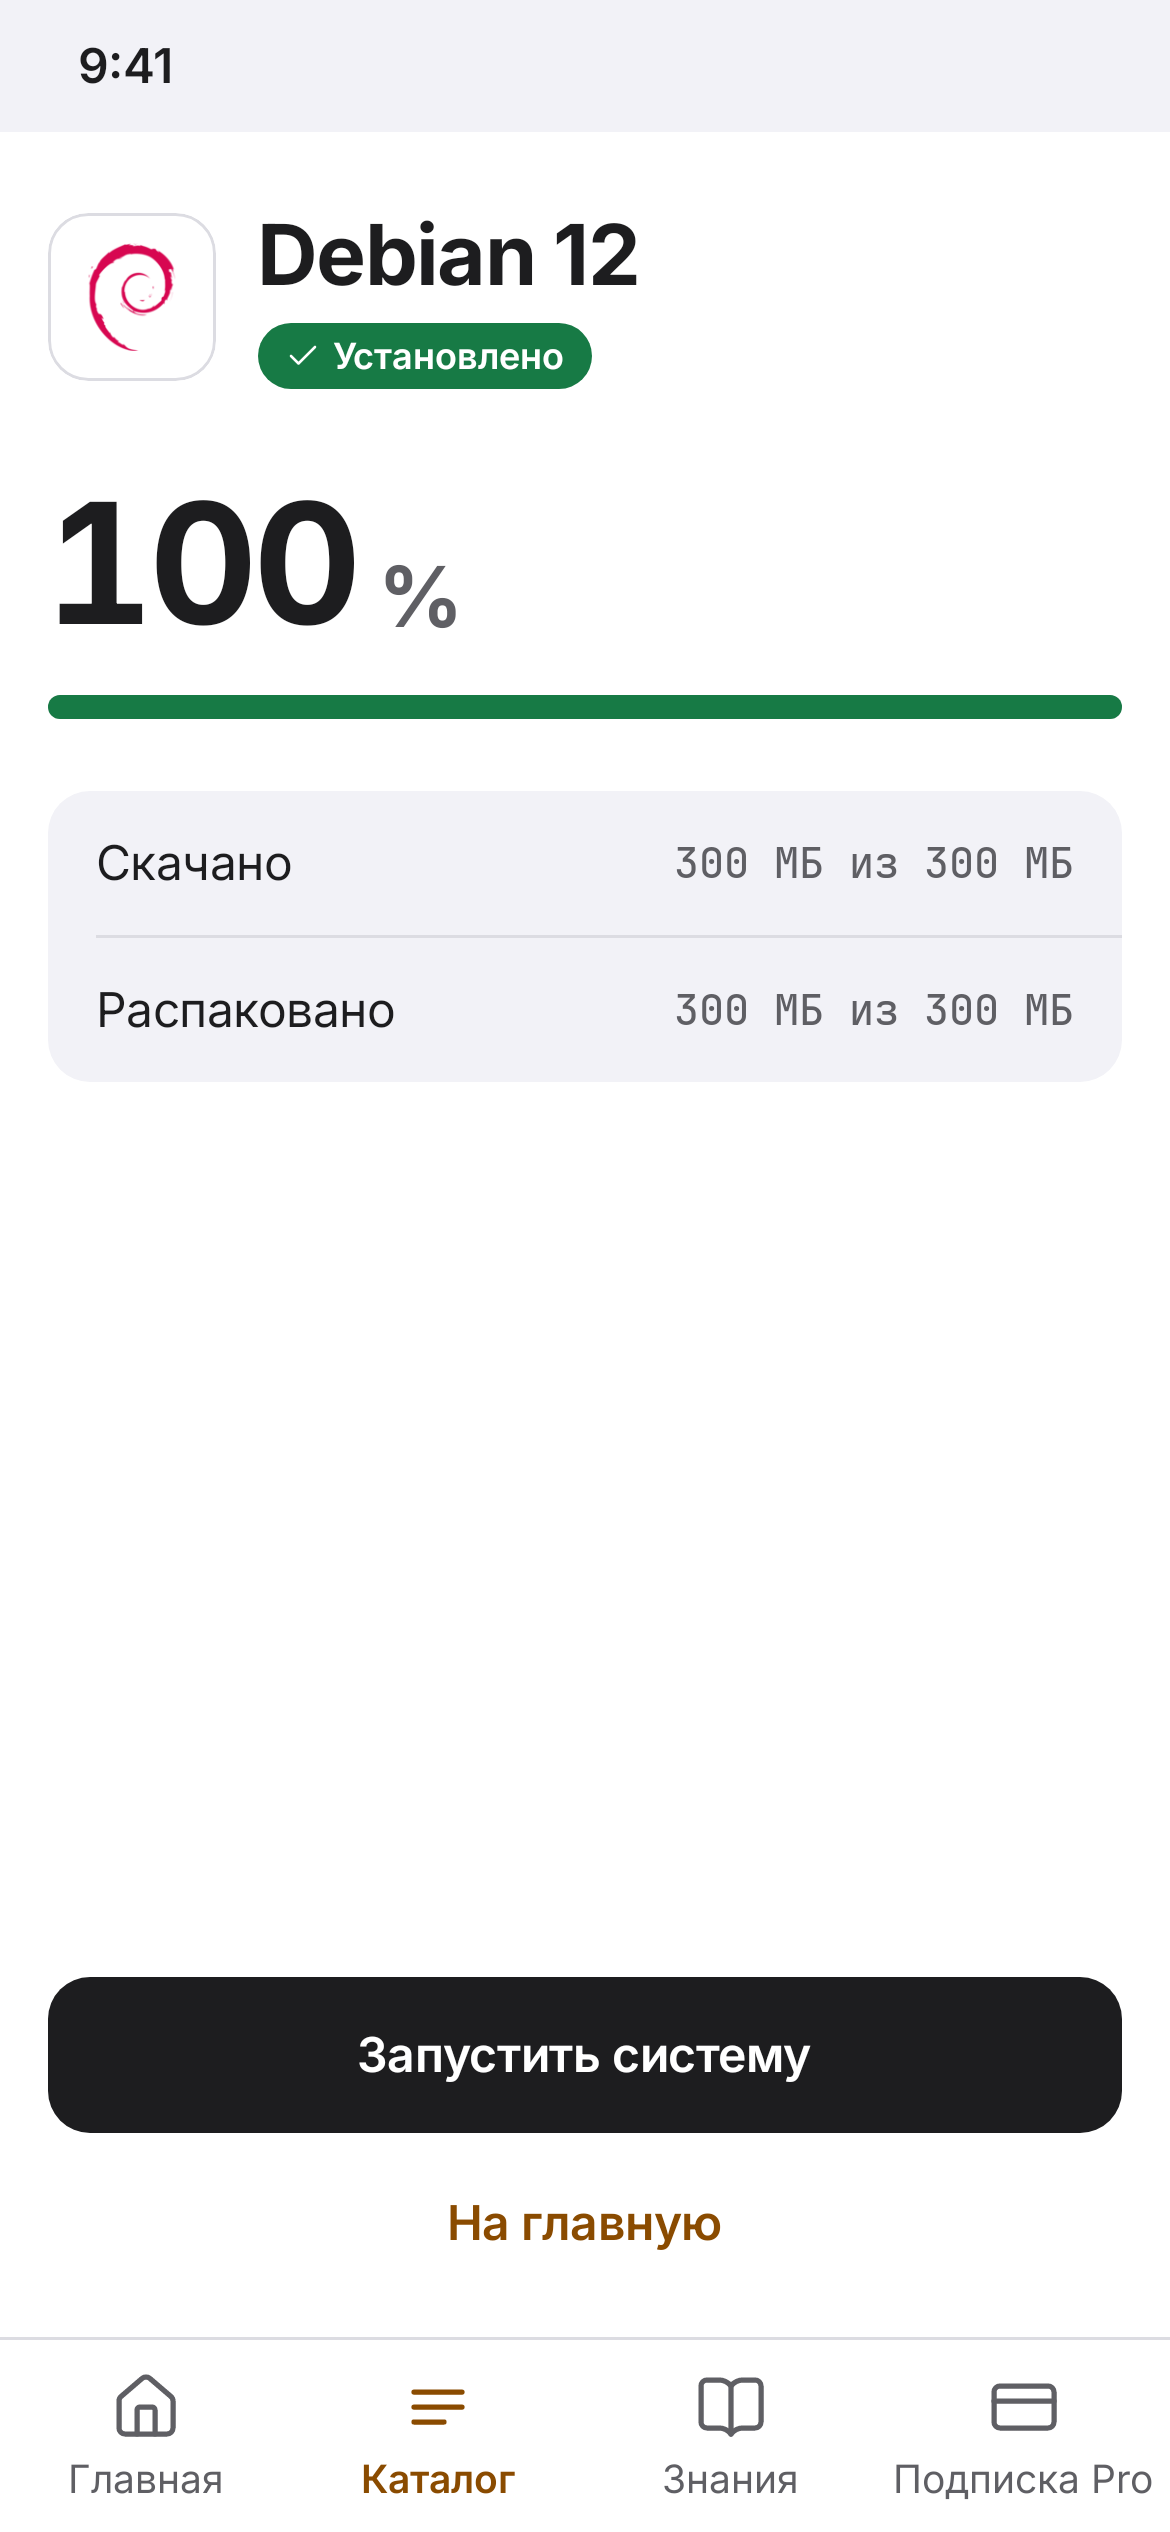 9:41
Debian 12
Установлено
100 %
Скачано 300 МБ из 300 МБ
Распаковано 300 МБ из 300 МБ
Запустить систему
На главную
Главная Каталог Знания Подписка Pro